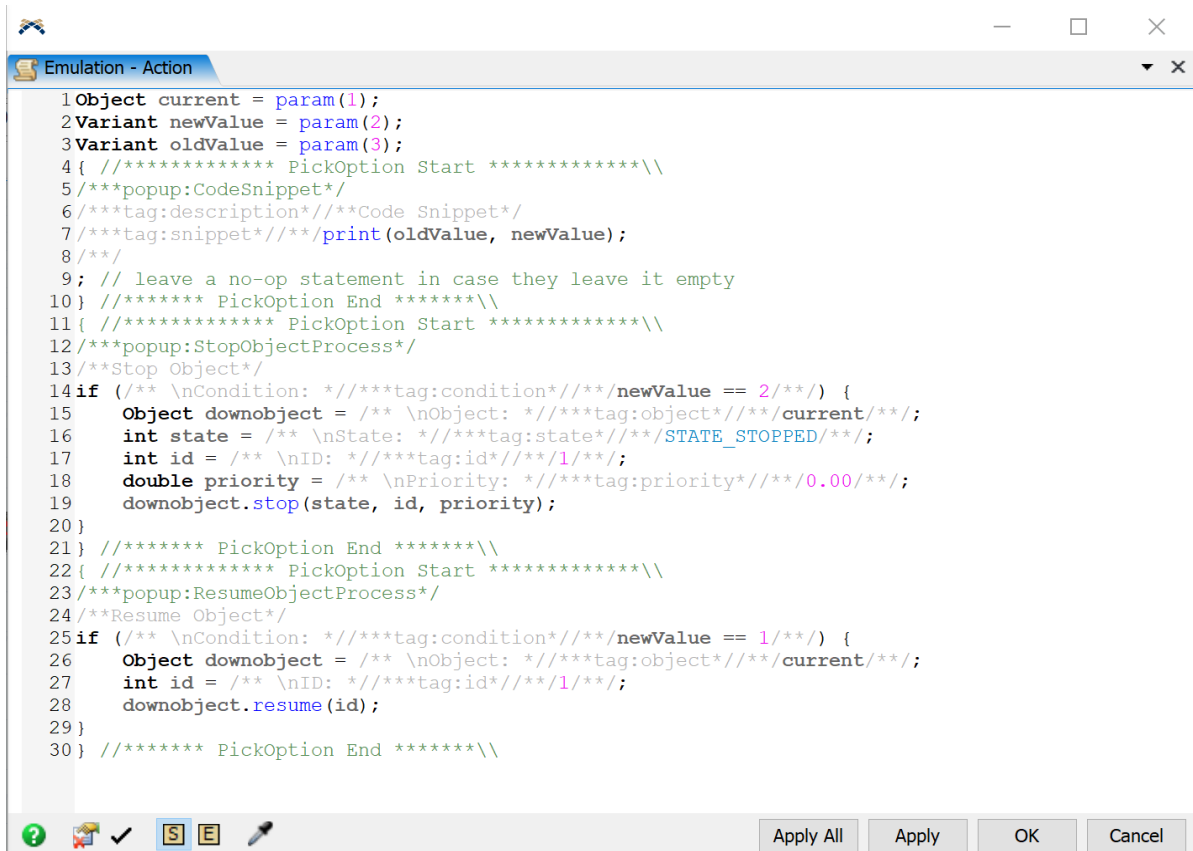 Emulation - Action
1 Object current = param(1);
2 Variant newValue = param(2);
3 Variant oldValue = param(3);
4 { //************* PickOption Start *************\\
5 /***popup:CodeSnippet*/
6 /***tag:description*//**Code Snippet*/
7 /***tag:snippet*//**/print(oldValue, newValue);
8 /**/
9 ; // leave a no-op statement in case they leave it empty
10 } //******* PickOption End *******\\
11 { //************* PickOption Start *************\\
12 /***popup:StopObjectProcess*/
13 /**Stop Object*/
14 if (/** \nCondition: *//***tag:condition*//**/newValue == 2/**/) {
15     Object downobject = /** \nObject: *//***tag:object*//**/current/**/;
16     int state = /** \nState: *//***tag:state*//**/STATE_STOPPED/**/;
17     int id = /** \nID: *//***tag:id*//**/1/**/;
18     double priority = /** \nPriority: *//***tag:priority*//**/0.00/**/;
19     downobject.stop(state, id, priority);
20 }
21 } //******* PickOption End *******\\
22 { //************* PickOption Start *************\\
23 /***popup:ResumeObjectProcess*/
24 /**Resume Object*/
25 if (/** \nCondition: *//***tag:condition*//**/newValue == 1/**/) {
26     Object downobject = /** \nObject: *//***tag:object*//**/current/**/;
27     int id = /** \nID: *//***tag:id*//**/1/**/;
28     downobject.resume(id);
29 }
30 } //******* PickOption End *******\\
S E Apply All Apply OK Cancel